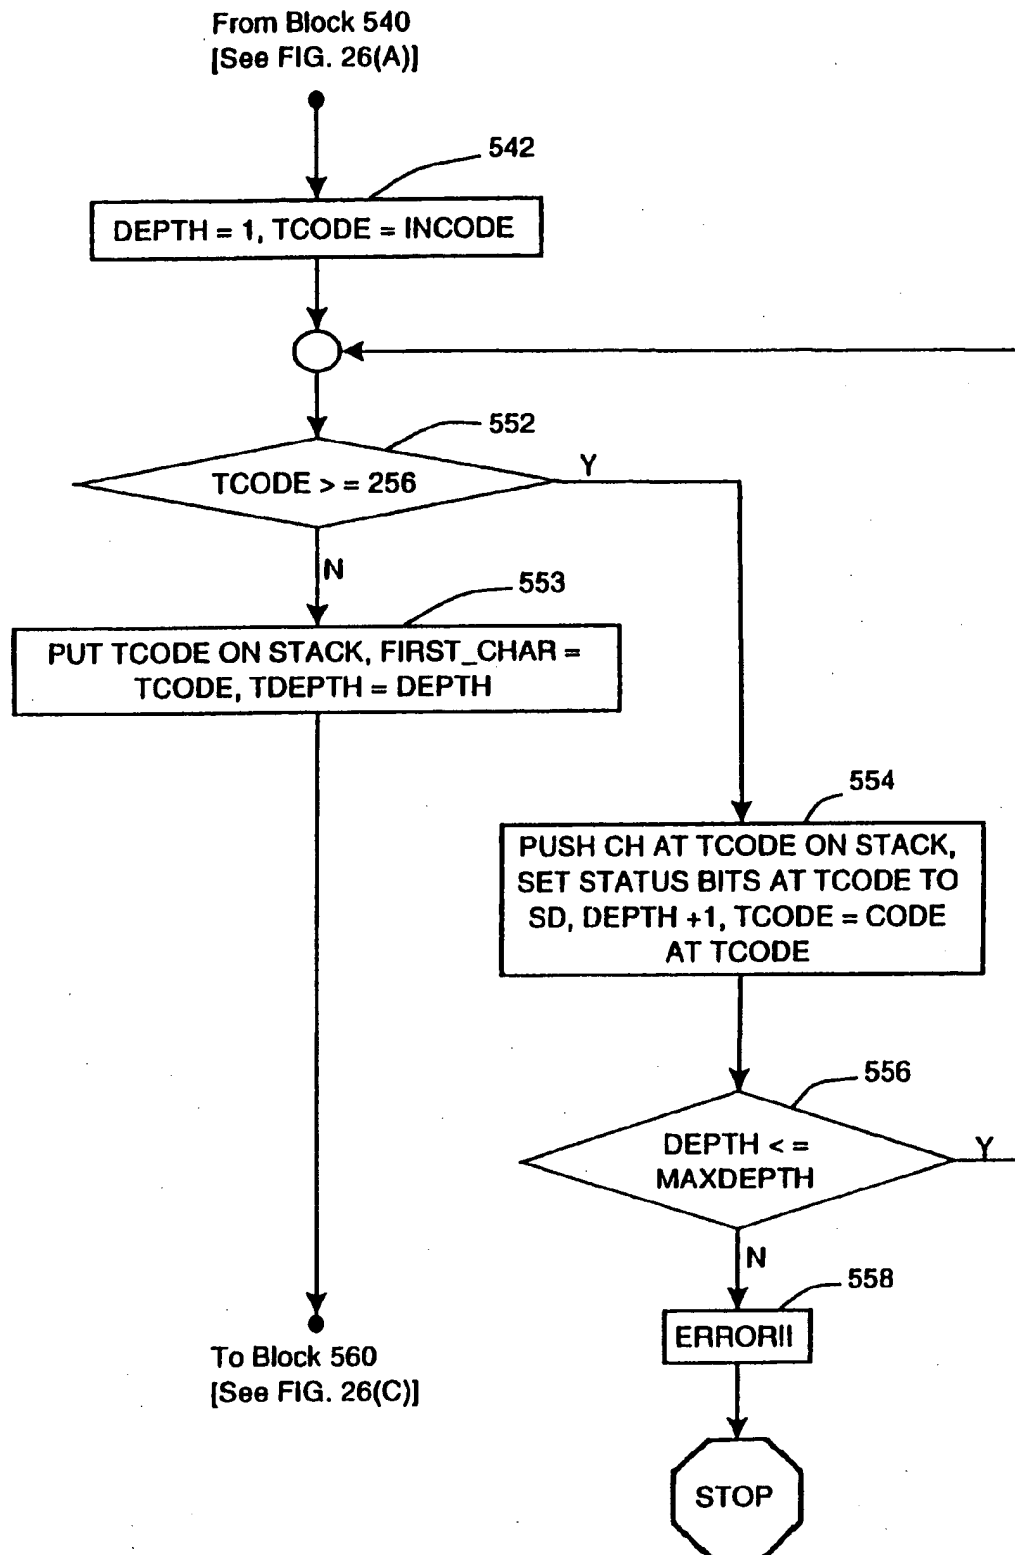 From Block 540
[See FIG. 26(A)]
542
DEPTH = 1, TCODE = INCODE
552
TCODE > = 256
Y
N
553
PUT TCODE ON STACK, FIRST_CHAR =
TCODE, TDEPTH = DEPTH
554
PUSH CH AT TCODE ON STACK,
SET STATUS BITS AT TCODE TO
SD, DEPTH +1, TCODE = CODE
AT TCODE
556
DEPTH < =
MAXDEPTH
Y
N
558
ERROR!!
To Block 560
[See FIG. 26(C)]
STOP